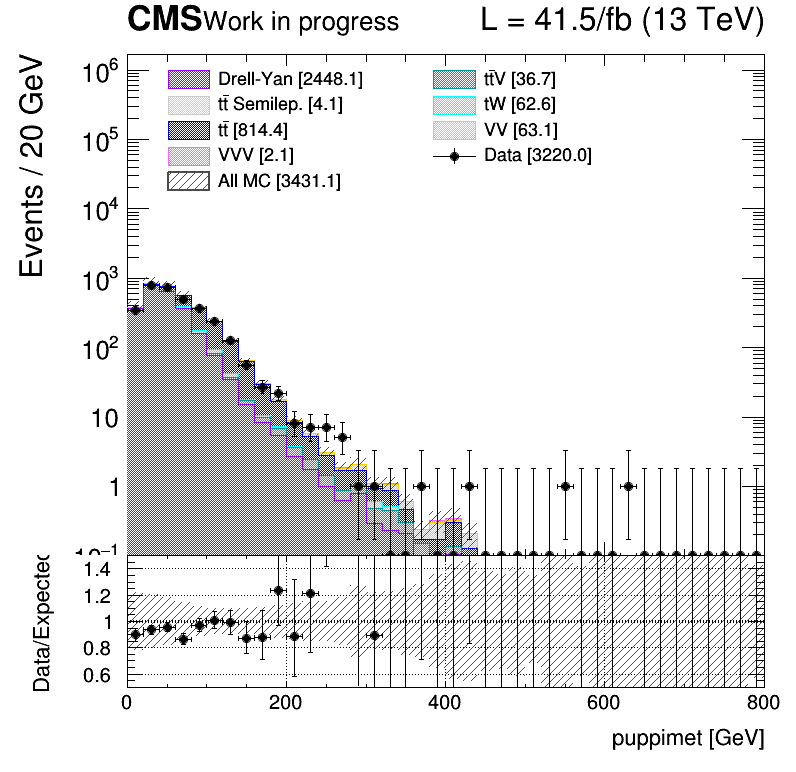 CMS Work in progress L = 41.5/fb (13 TeV)
Events / 20 GeV
10⁶
10⁵
10⁴
10³
10²
10
1
10⁻¹
Drell-Yan [2448.1]
tt̄ Semilep. [4.1]
tt̄ [814.4]
VVV [2.1]
All MC [3431.1]
tt̄V [36.7]
tW [62.6]
VV [63.1]
Data [3220.0]
Data/Expected
1.4
1.2
1
0.8
0.6
0 200 400 600 800
puppimet [GeV]